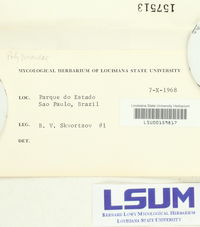 157513
Polyporaceae
MYCOLOGICAL HERBARIUM OF LOUISIANA STATE UNIVERSITY
7-X-1968
LOC. Parque do Estado
Sao Paulo, Brazil
Louisiana State University Herbarium
LSU00157817
LEG. B. V. Skvortzov #1
DET.
LSUM
BERNARD LOWY MYCOLOGICAL HERBARIUM
LOUISIANA STATE UNIVERSITY